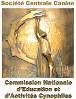 Société Centrale Canine
Commission Nationale
d'Education et
d'Activités Cynophiles